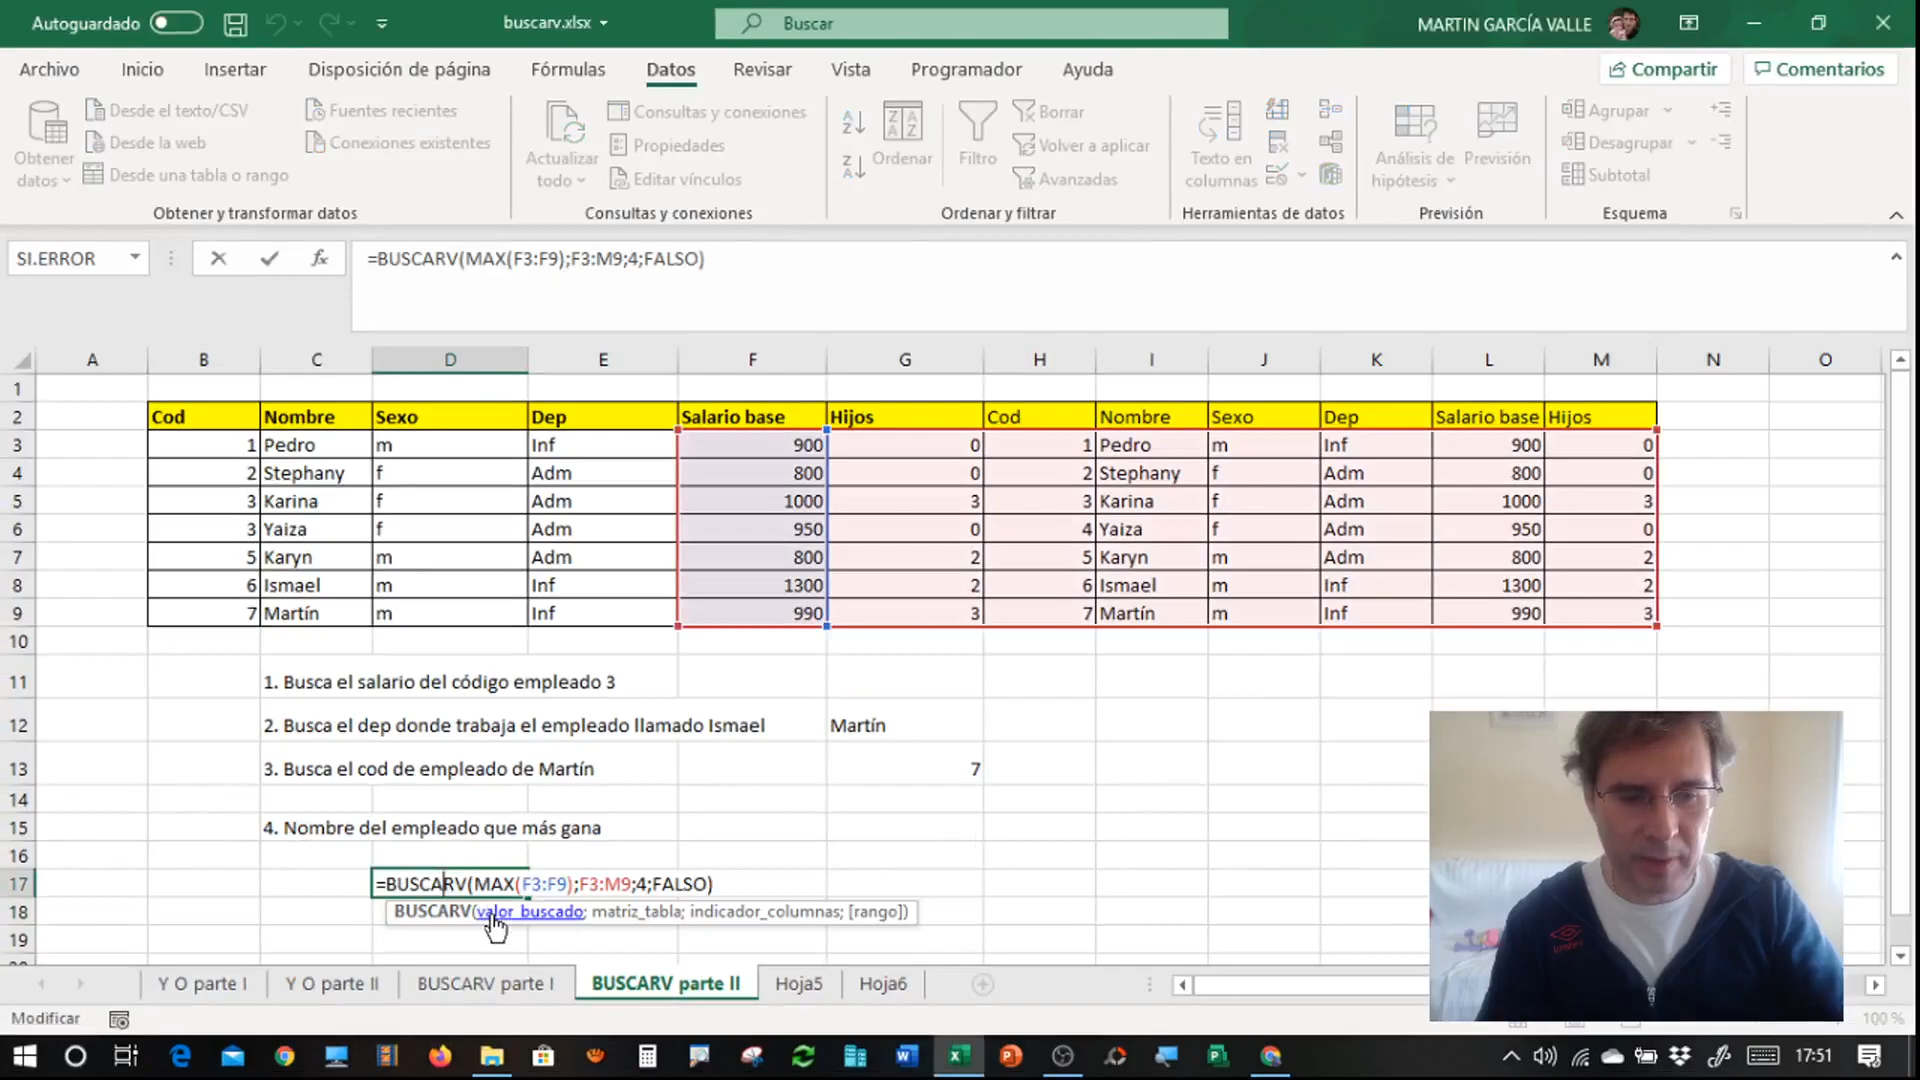 Autoguardado
buscarv.xlsx
Buscar
MARTIN GARCÍA VALLE
Archivo Inicio Insertar Disposición de página Fórmulas Datos Revisar Vista Programador Ayuda
Compartir Comentarios
Obtener datos
Desde el texto/CSV
Desde la web
Desde una tabla o rango
Fuentes recientes
Conexiones existentes
Obtener y transformar datos
Actualizar todo
Consultas y conexiones
Propiedades
Editar vínculos
Consultas y conexiones
Ordenar
Filtro
Borrar
Volver a aplicar
Avanzadas
Ordenar y filtrar
Texto en columnas
Herramientas de datos
Análisis de hipótesis
Previsión
Previsión
Agrupar
Desagrupar
Subtotal
Esquema
SI.ERROR
fx
=BUSCARV(MAX(F3:F9);F3:M9;4;FALSO)
A B C D E F G H I J K L M N O
1
2 Cod Nombre Sexo Dep Salario base Hijos Cod Nombre Sexo Dep Salario base Hijos
3 1 Pedro m Inf 900 0 1 Pedro m Inf 900 0
4 2 Stephany f Adm 800 0 2 Stephany f Adm 800 0
5 3 Karina f Adm 1000 3 3 Karina f Adm 1000 3
6 3 Yaiza f Adm 950 0 4 Yaiza f Adm 950 0
7 5 Karyn m Adm 800 2 5 Karyn m Adm 800 2
8 6 Ismael m Inf 1300 2 6 Ismael m Inf 1300 2
9 7 Martín m Inf 990 3 7 Martín m Inf 990 3
10
11 1. Busca el salario del código empleado 3
12 2. Busca el dep donde trabaja el empleado llamado Ismael Martín
13 3. Busca el cod de empleado de Martín 7
14
15 4. Nombre del empleado que más gana
16
17 =BUSCARV(MAX(F3:F9);F3:M9;4;FALSO)
18 BUSCARV(valor_buscado; matriz_tabla; indicador_columnas; [rango])
19
Y O parte I Y O parte II BUSCARV parte I BUSCARV parte II Hoja5 Hoja6
Modificar
100 %
17:51